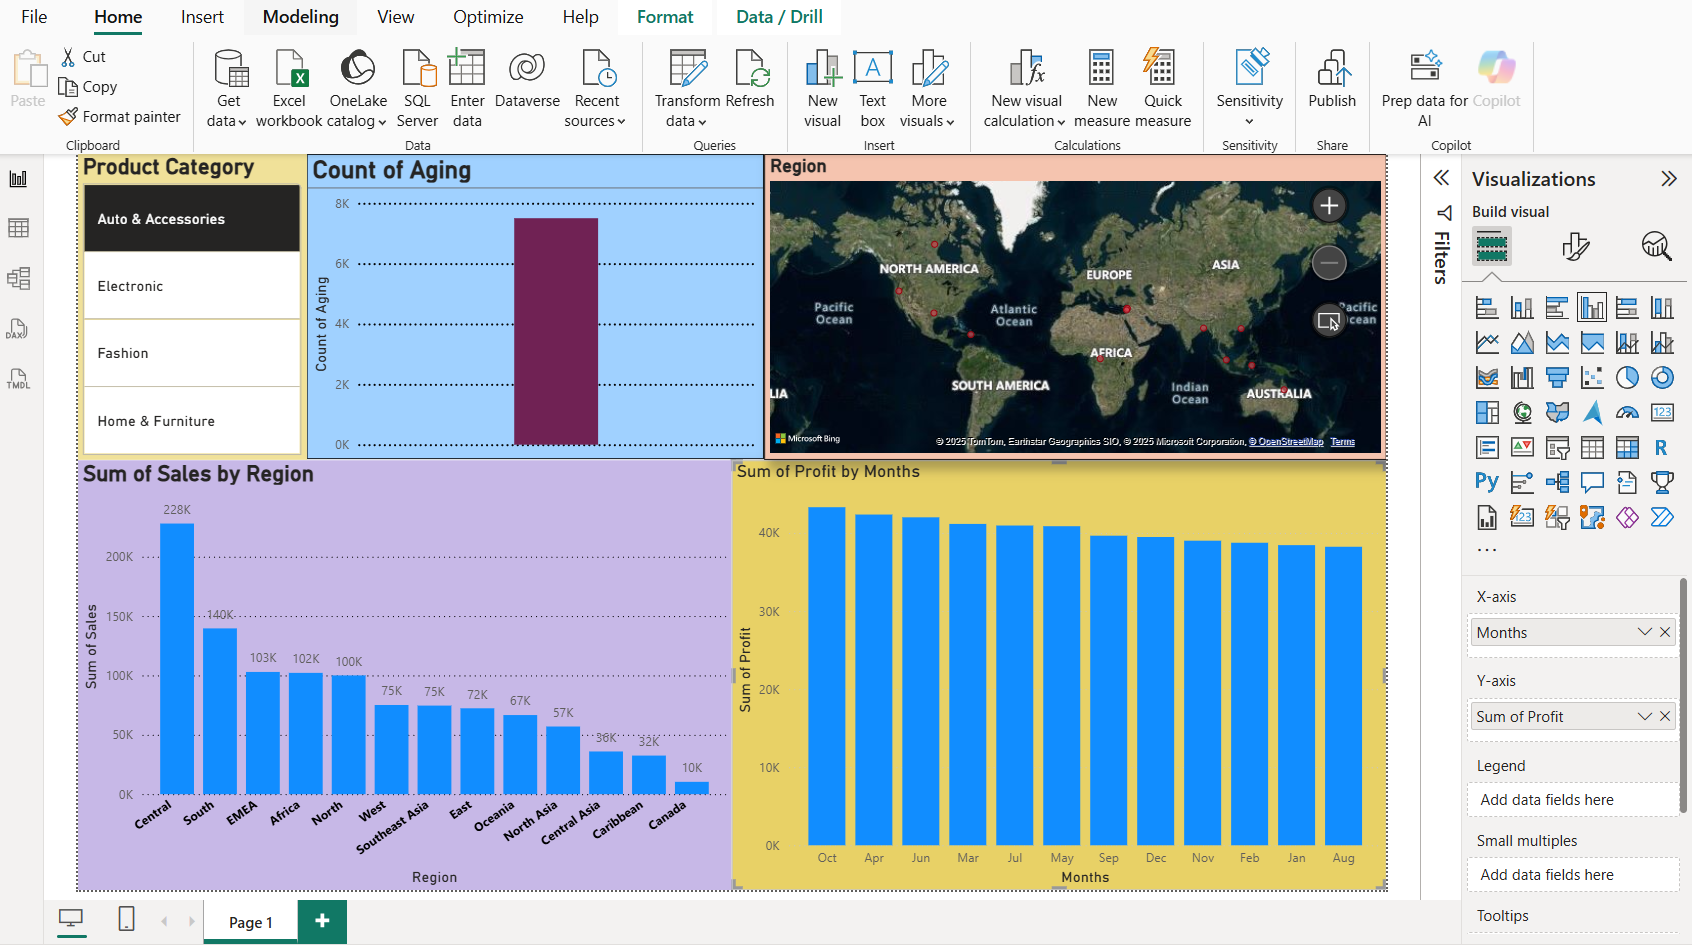 File Home Insert Modeling View Optimize Help Format Data / Drill
Paste
Cut
Copy
Format painter
Clipboard
Get data
Excel workbook
OneLake catalog
SQL Server
Enter data
Dataverse
Recent sources
Data
Transform data
Refresh
Queries
New visual
Text box
More visuals
Insert
New visual calculation
New measure
Quick measure
Calculations
Sensitivity
Sensitivity
Publish
Share
Prep data for AI
Copilot
Copilot
DAX
TMDL
Product Category
Auto & Accessories
Electronic
Fashion
Home & Furniture
Count of Aging
Count of Aging
8K
6K
4K
2K
0K
Region
NORTH AMERICA
EUROPE
ASIA
Pacific Ocean
Atlantic Ocean
acific cean
AFRICA
SOUTH AMERICA
Indian Ocean
AUSTRALIA
LIA
Microsoft Bing
© 2025 TomTom, Earthstar Geographics SIO, © 2025 Microsoft Corporation, © OpenStreetMap Terms
Sum of Sales by Region
Sum of Sales
200K
150K
100K
50K
0K
228K 140K 103K 102K 100K 75K 75K 72K 67K 57K 36K 32K 10K
Central South EMEA Africa North West Southeast Asia East Oceania North Asia Central Asia Caribbean Canada
Region
Sum of Profit by Months
Sum of Profit
40K
30K
20K
10K
0K
Oct Apr Jun Mar Jul May Sep Dec Nov Feb Jan Aug
Months
Filters
Visualizations
Build visual
123
R
Py
123
...
X-axis
Months
Y-axis
Sum of Profit
Legend
Add data fields here
Small multiples
Add data fields here
Tooltips
Page 1